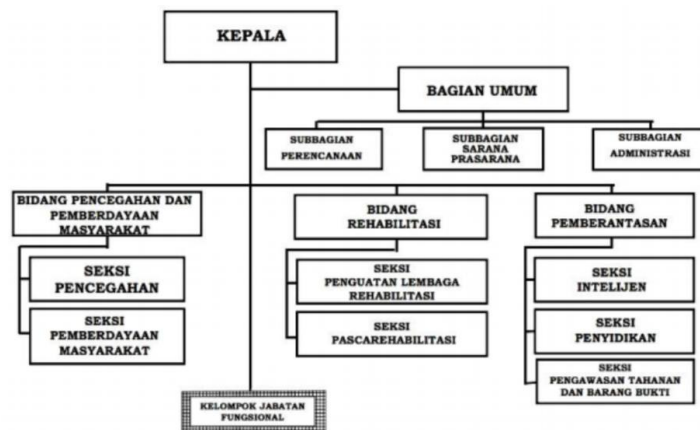 KEPALA
BAGIAN UMUM
SUBBAGIAN
PERENCANAAN
SUBBAGIAN
SARANA
PRASARANA
SUBBAGIAN
ADMINISTRASI
BIDANG PENCEGAHAN DAN
PEMBERDAYAAN
MASYARAKAT
SEKSI
PENCEGAHAN
SEKSI
PEMBERDAYAAN
MASYARAKAT
BIDANG
REHABILITASI
SEKSI
PENGUATAN LEMBAGA
REHABILITASI
SEKSI
PASCAREHABILITASI
BIDANG
PEMBERANTASAN
SEKSI
INTELIJEN
SEKSI
PENYIDIKAN
SEKSI
PENGAWASAN TAHANAN
DAN BARANG BUKTI
KELOMPOK JABATAN
FUNGSIONAL